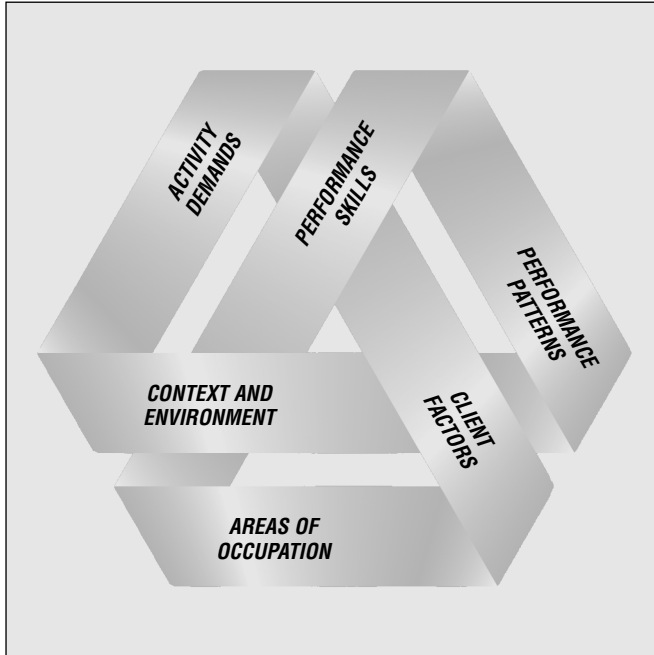 ACTIVITY
DEMANDS
PERFORMANCE
SKILLS
PERFORMANCE
PATTERNS
CONTEXT AND
ENVIRONMENT
CLIENT
FACTORS
AREAS OF
OCCUPATION